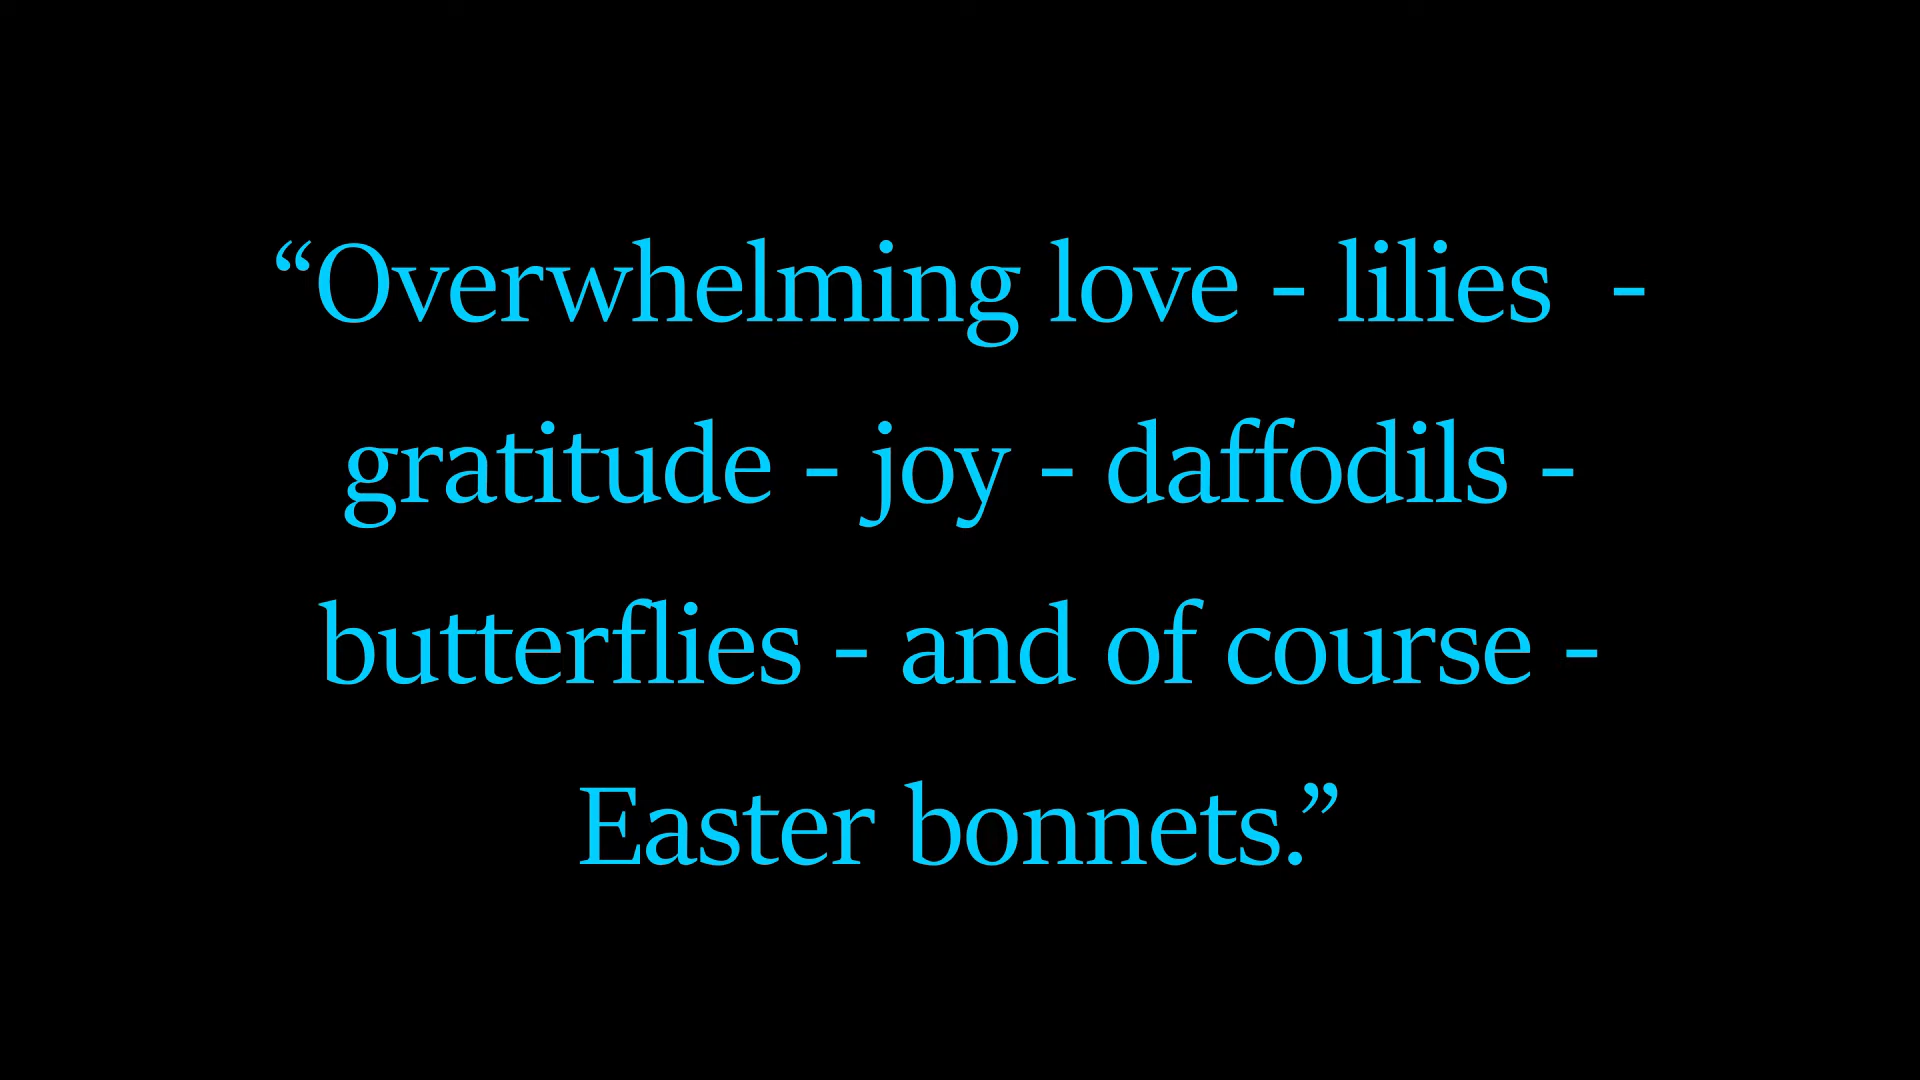 “Overwhelming love - lilies  -
gratitude - joy - daffodils -
butterflies - and of course -
Easter bonnets.”